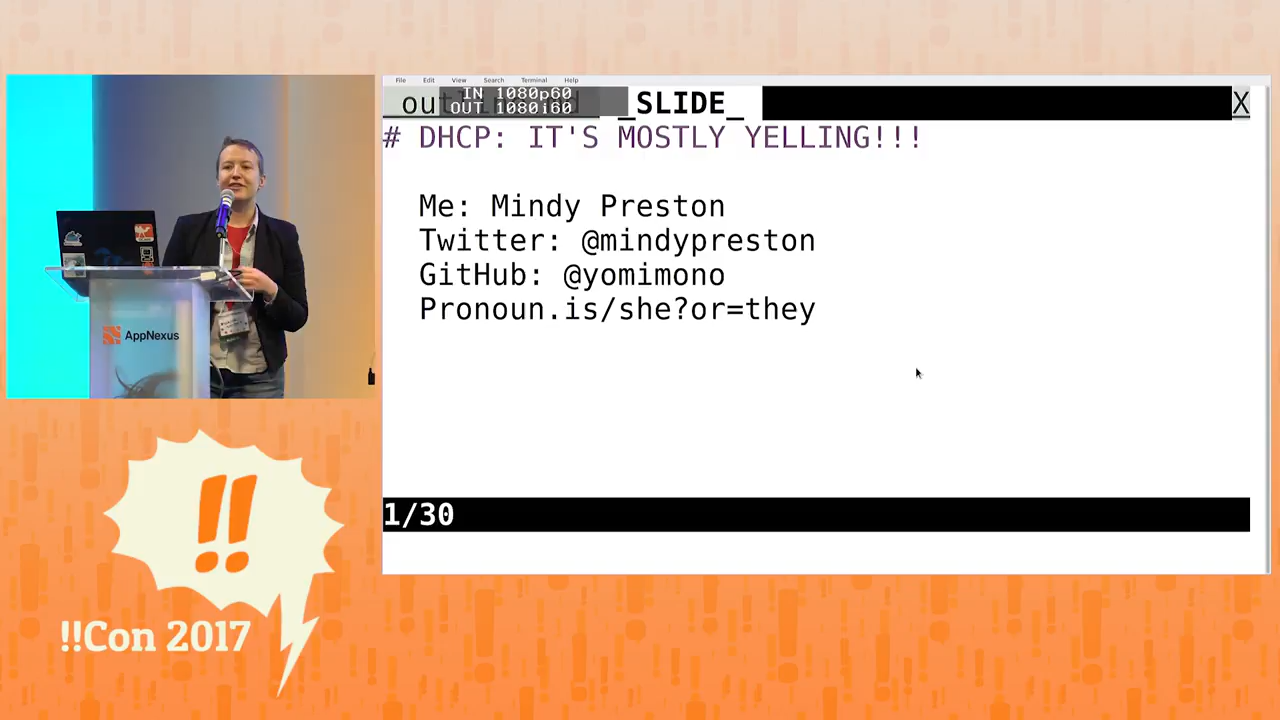 File Edit View Search Terminal Help
ou IN 1080p60 _SLIDE_ X
OUT 1080i60
# DHCP: IT'S MOSTLY YELLING!!!
Me: Mindy Preston
Twitter: @mindypreston
GitHub: @yomimono
Pronoun.is/she?or=they
1/30
AppNexus
!!
!!Con 2017